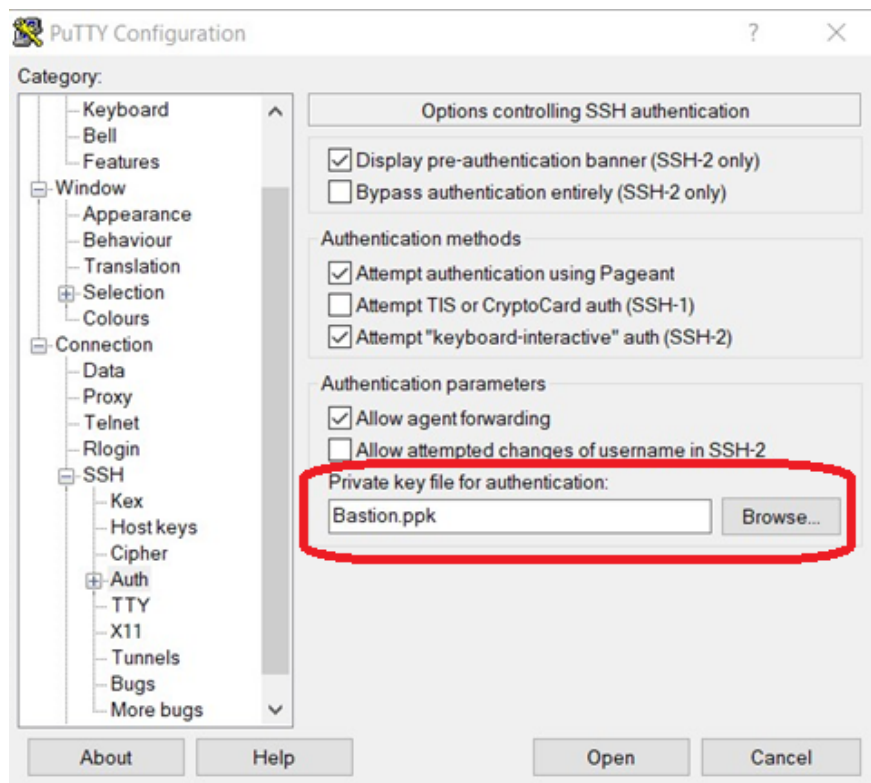 PuTTY Configuration
Category:
Keyboard
Bell
Features
Window
Appearance
Behaviour
Translation
Selection
Colours
Connection
Data
Proxy
Telnet
Rlogin
SSH
Kex
Host keys
Cipher
Auth
TTY
X11
Tunnels
Bugs
More bugs
Options controlling SSH authentication
Display pre-authentication banner (SSH-2 only)
Bypass authentication entirely (SSH-2 only)
Authentication methods
Attempt authentication using Pageant
Attempt TIS or CryptoCard auth (SSH-1)
Attempt "keyboard-interactive" auth (SSH-2)
Authentication parameters
Allow agent forwarding
Allow attempted changes of username in SSH-2
Private key file for authentication:
Bastion.ppk Browse...
About Help Open Cancel